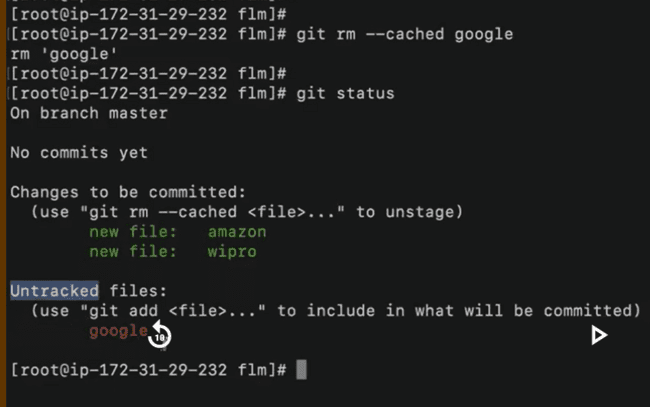 [root@ip-172-31-29-232 flm]#
[root@ip-172-31-29-232 flm]# git rm --cached google
rm 'google'
[root@ip-172-31-29-232 flm]#
[root@ip-172-31-29-232 flm]# git status
On branch master
No commits yet
Changes to be committed:
(use "git rm --cached <file>..." to unstage)
new file: amazon
new file: wipro
Untracked files:
(use "git add <file>..." to include in what will be committed)
google
10
[root@ip-172-31-29-232 flm]#